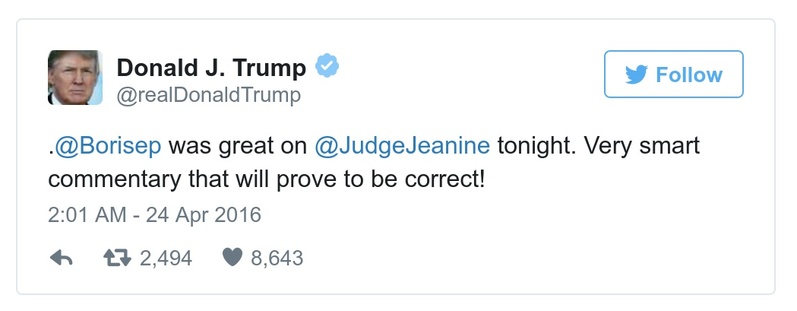 Donald J. Trump
@realDonaldTrump
Follow
.@Borisep was great on @JudgeJeanine tonight. Very smart
commentary that will prove to be correct!
2:01 AM - 24 Apr 2016
2,494 8,643